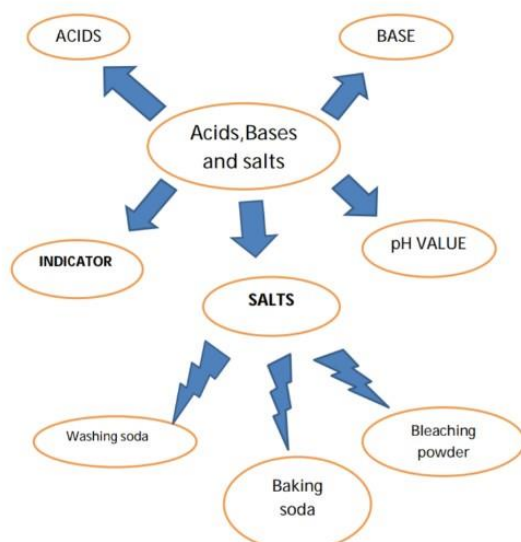 ACIDS
BASE
Acids,Bases
and salts
INDICATOR
pH VALUE
SALTS
Washing soda
Baking
soda
Bleaching
powder